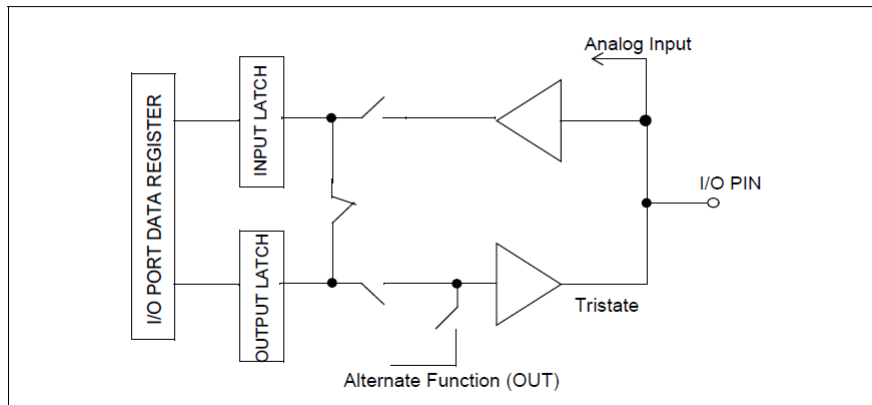 Analog Input
I/O PORT DATA REGISTER
INPUT LATCH
I/O PIN
OUTPUT LATCH
Tristate
Alternate Function (OUT)